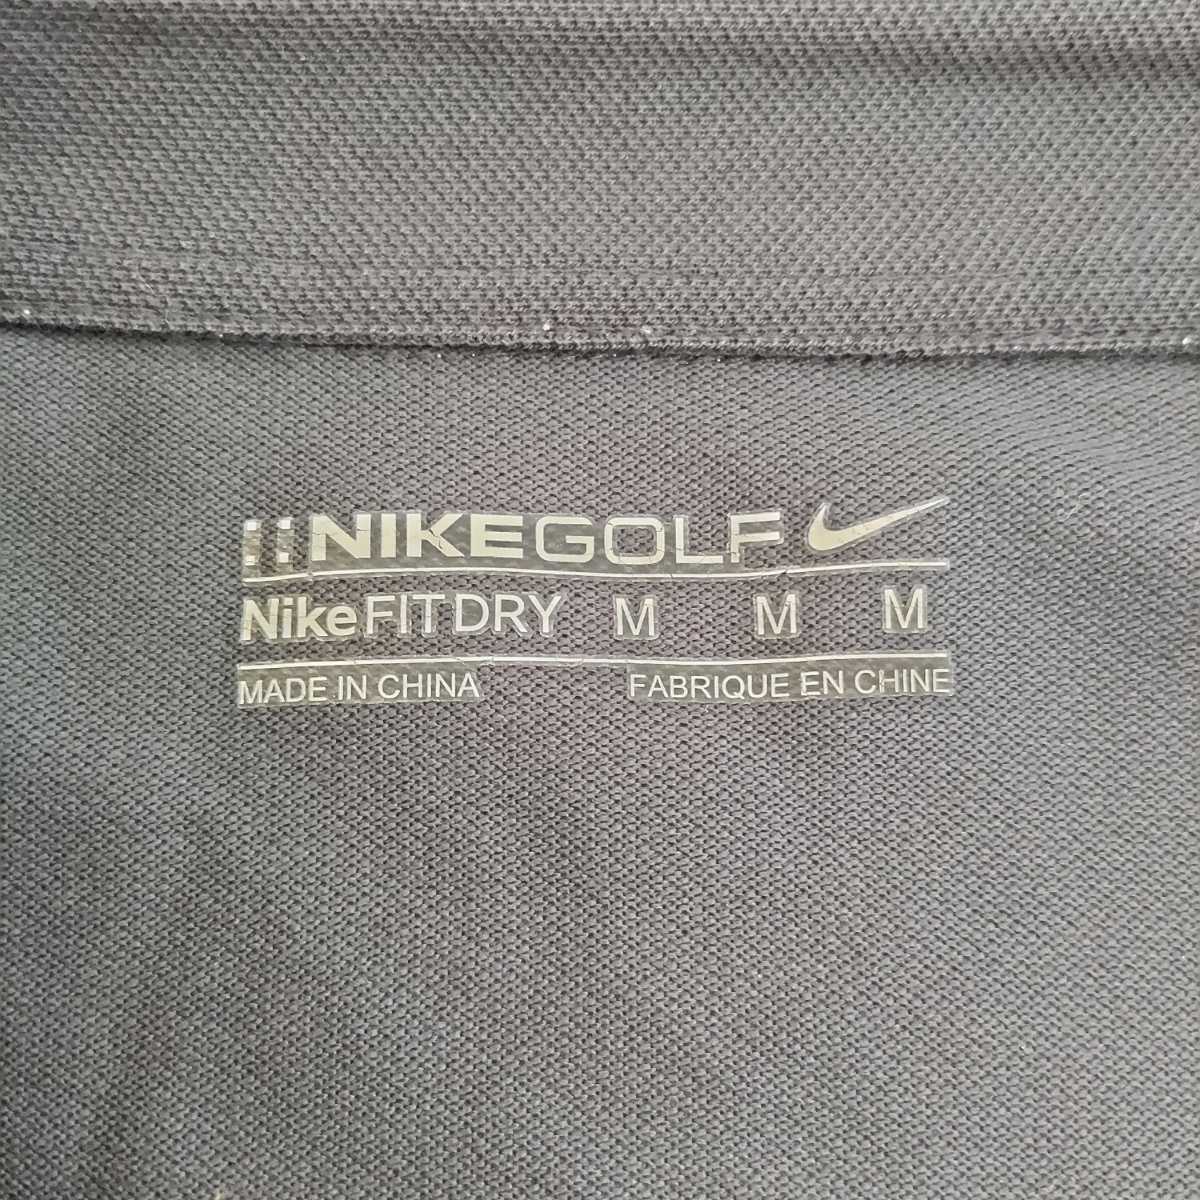 NIKEGOLF
NikeFITDRY M M M
MADE IN CHINA FABRIQUE EN CHINE